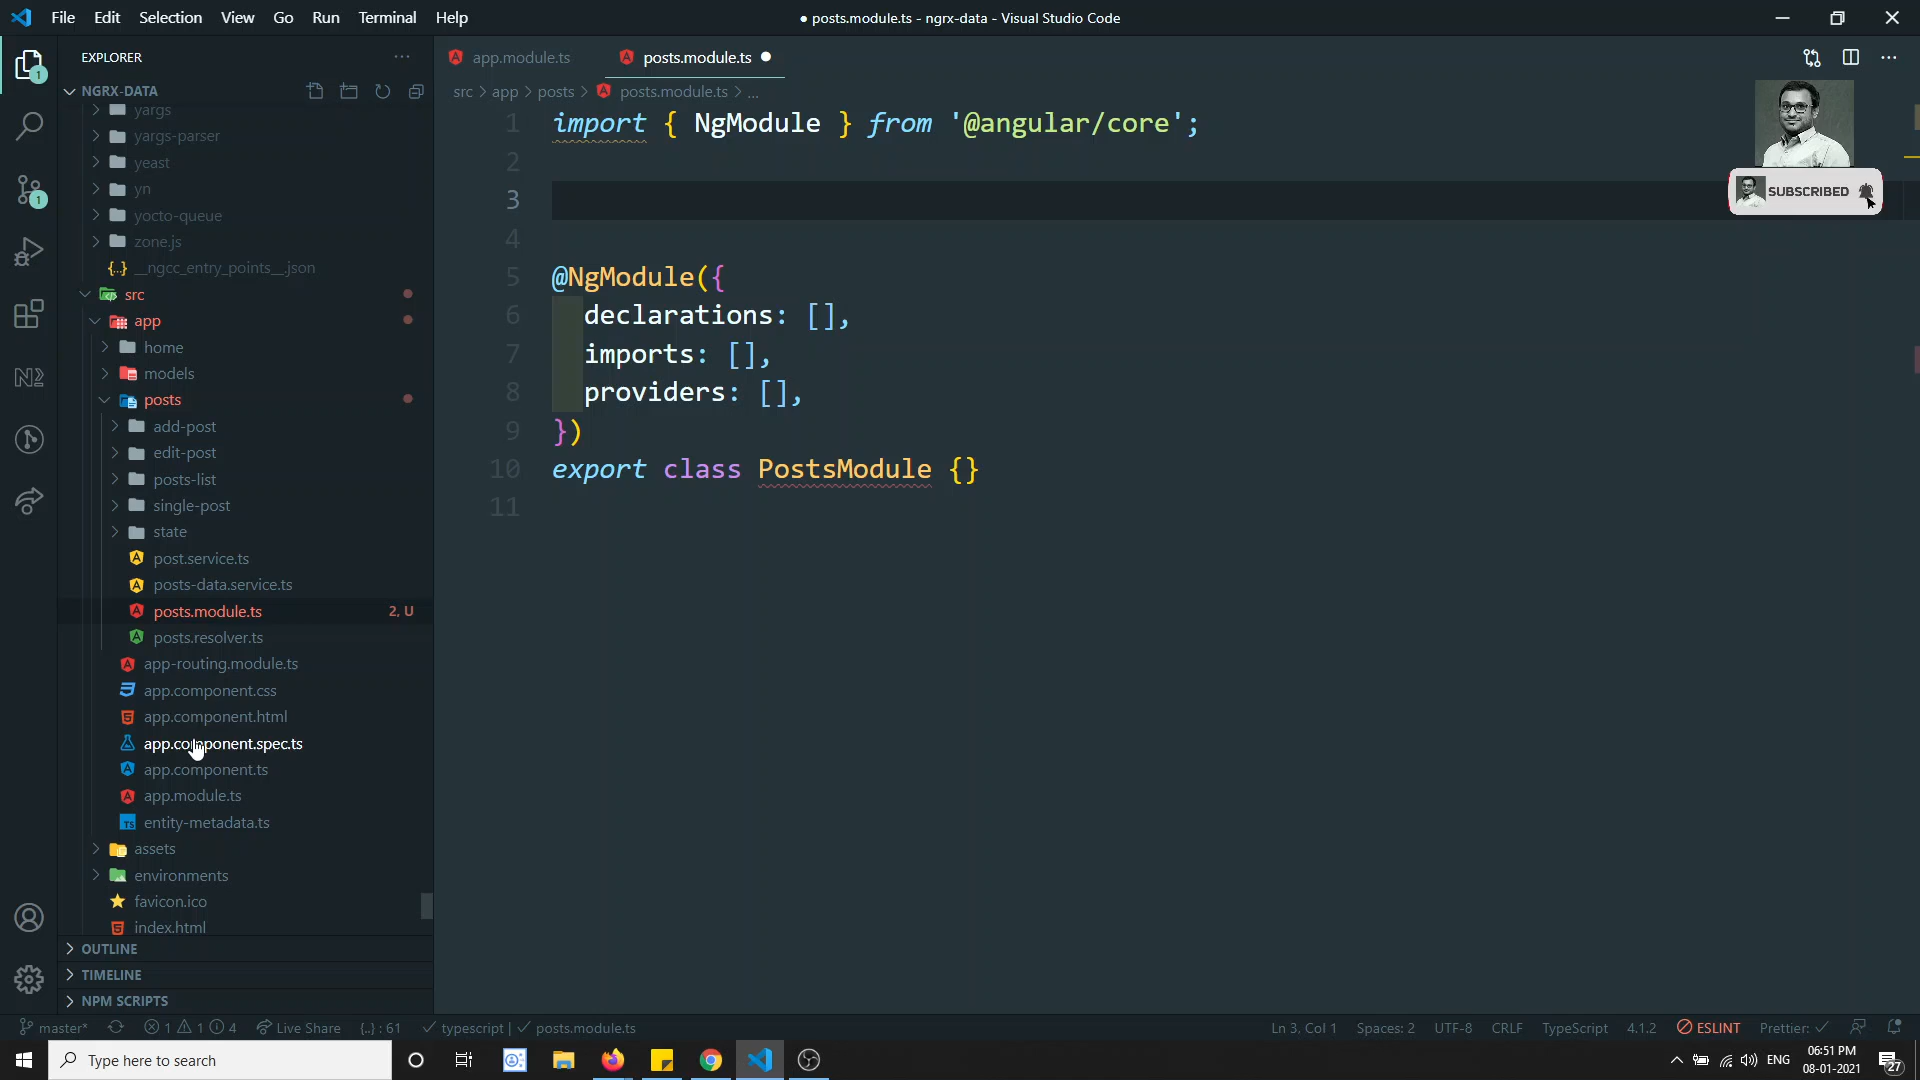 File Edit Selection View Go Run Terminal Help
● posts.module.ts - ngrx-data - Visual Studio Code
EXPLORER
NGRX-DATA
yargs
yargs-parser
yeast
yn
yocto-queue
zone.js
{..} __ngcc_entry_points__.json
src
app
home
models
posts
add-post
edit-post
posts-list
single-post
state
post.service.ts
posts-data.service.ts
posts.module.ts 2, U
posts.resolver.ts
app-routing.module.ts
app.component.css
app.component.html
app.component.spec.ts
app.component.ts
app.module.ts
entity-metadata.ts
assets
environments
favicon.ico
index.html
OUTLINE
TIMELINE
NPM SCRIPTS
app.module.ts posts.module.ts
src > app > posts > posts.module.ts > ...
1 import { NgModule } from '@angular/core';
2
3
4
5 @NgModule({
6 declarations: [],
7 imports: [],
8 providers: [],
9 })
10 export class PostsModule {}
11
SUBSCRIBED
master* 1 1 4 Live Share {..} : 61 typescript | posts.module.ts
Ln 3, Col 1 Spaces: 2 UTF-8 CRLF TypeScript 4.1.2 ESLINT Prettier:
Type here to search
ENG
06:51 PM
08-01-2021
27